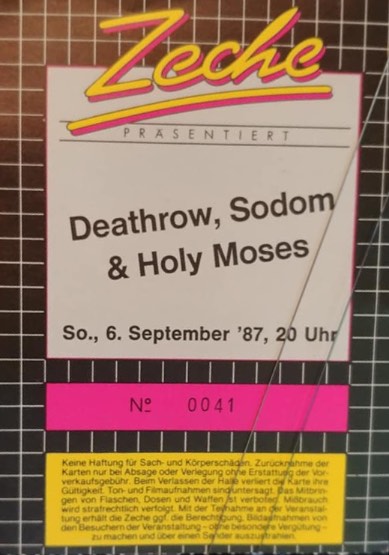 Zeche
PRÄSENTIERT
Deathrow, Sodom
& Holy Moses
So., 6. September '87, 20 Uhr
Nº 0041
Keine Haftung für Sach- und Körperschäden. Zurücknahme der
Karten nur bei Absage oder Verlegung ohne Erstattung der Vor-
verkaufsgebühr. Beim Verlassen der Halle verliert die Karte ihre
Gültigkeit. Ton- und Filmaufnahmen sind untersagt. Das Mitbrin-
gen von Flaschen, Dosen und Waffen ist verboten. Mißbrauch
wird strafrechtlich verfolgt. Mit der Teilnahme an der Veranstal-
tung erhält die Zeche ggf. die Berechtigung, Bildaufnahmen von
den Besuchern der Veranstaltung - ohne besondere Vergütung -
zu machen und über einen Sender auszustrahlen.